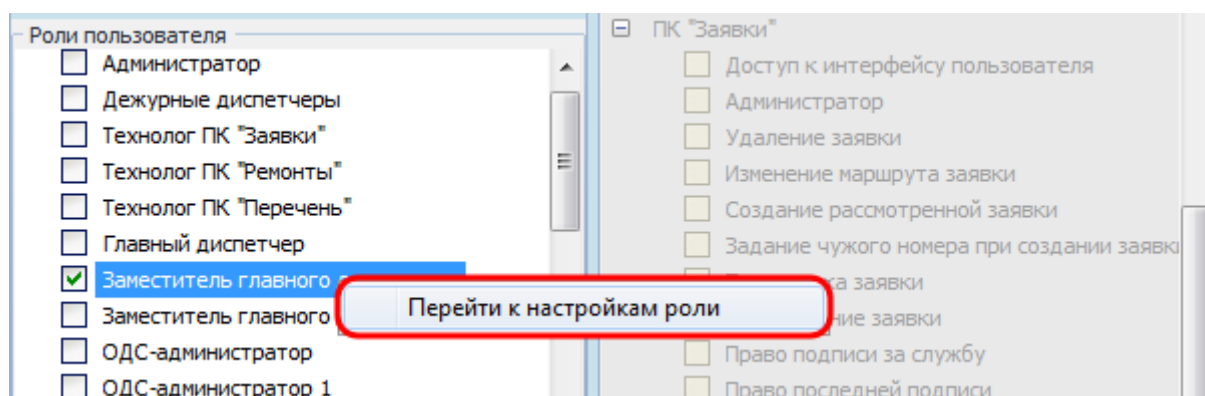 Роли пользователя
Администратор
Дежурные диспетчеры
Технолог ПК "Заявки"
Технолог ПК "Ремонты"
Технолог ПК "Перечень"
Главный диспетчер
Заместитель главного
Заместитель главного
ОДС-администратор
ОДС-администратор 1
Перейти к настройкам роли
ПК "Заявки"
Доступ к интерфейсу пользователя
Администратор
Удаление заявки
Изменение маршрута заявки
Создание рассмотренной заявки
Задание чужого номера при создании заявки
заявки
заявки
Право подписи за службу
Право последней подписи